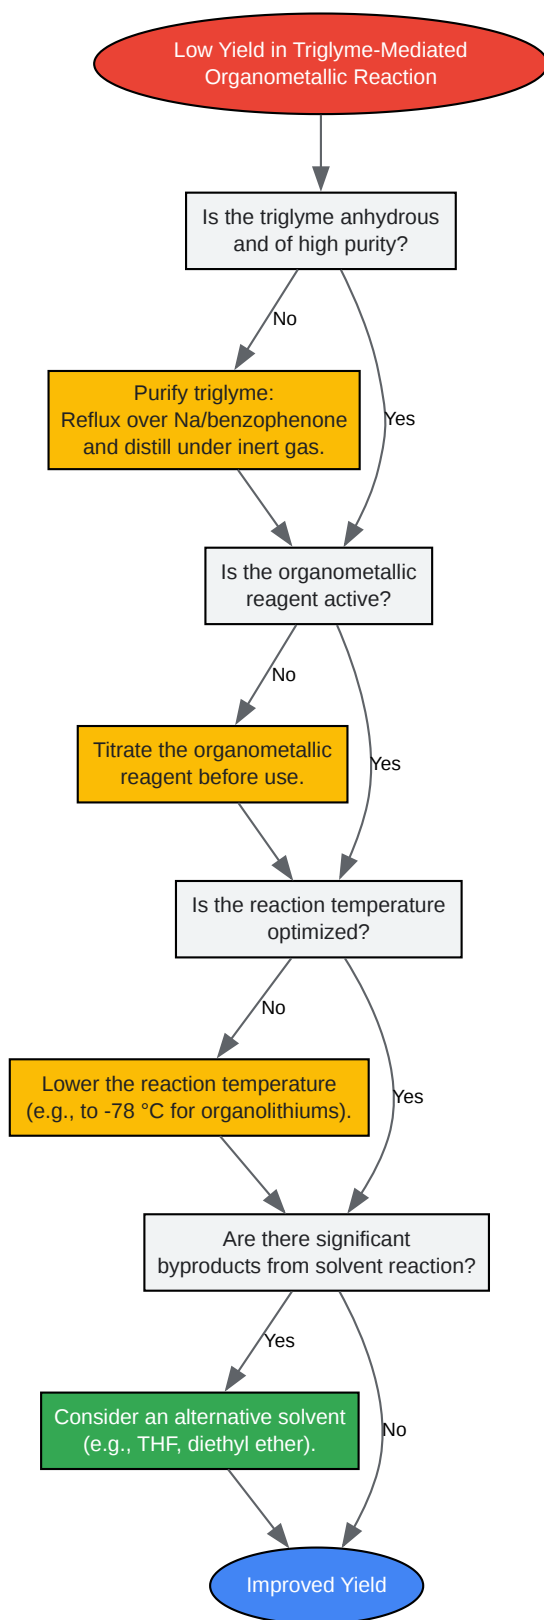 Low Yield in Triglyme-Mediated
Organometallic Reaction
Is the triglyme anhydrous
and of high purity?
No
Purify triglyme:
Reflux over Na/benzophenone
and distill under inert gas.
Yes
Is the organometallic
reagent active?
No
Titrate the organometallic
reagent before use.
Yes
Is the reaction temperature
optimized?
No
Lower the reaction temperature
(e.g., to -78 °C for organolithiums).
Yes
Are there significant
byproducts from solvent reaction?
Yes
Consider an alternative solvent
(e.g., THF, diethyl ether).
No
Improved Yield